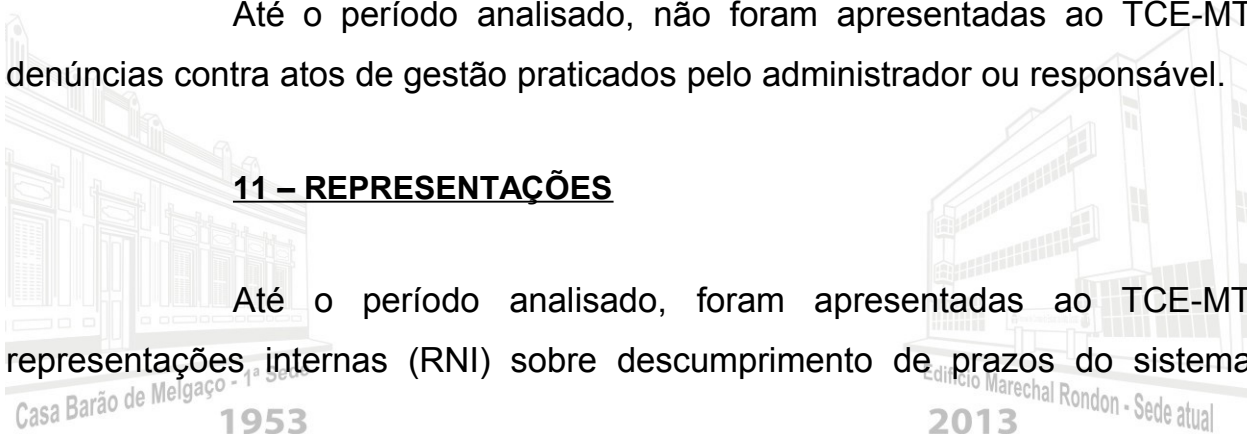 Até o período analisado, não foram apresentadas ao TCE-MT
denúncias contra atos de gestão praticados pelo administrador ou responsável.
11 – REPRESENTAÇÕES
Até o período analisado, foram apresentadas ao TCE-MT
representações internas (RNI) sobre descumprimento de prazos do sistema
Casa Barão de Melgaço - 1ª Sede
1953
Edifício Marechal Rondon - Sede atual
2013